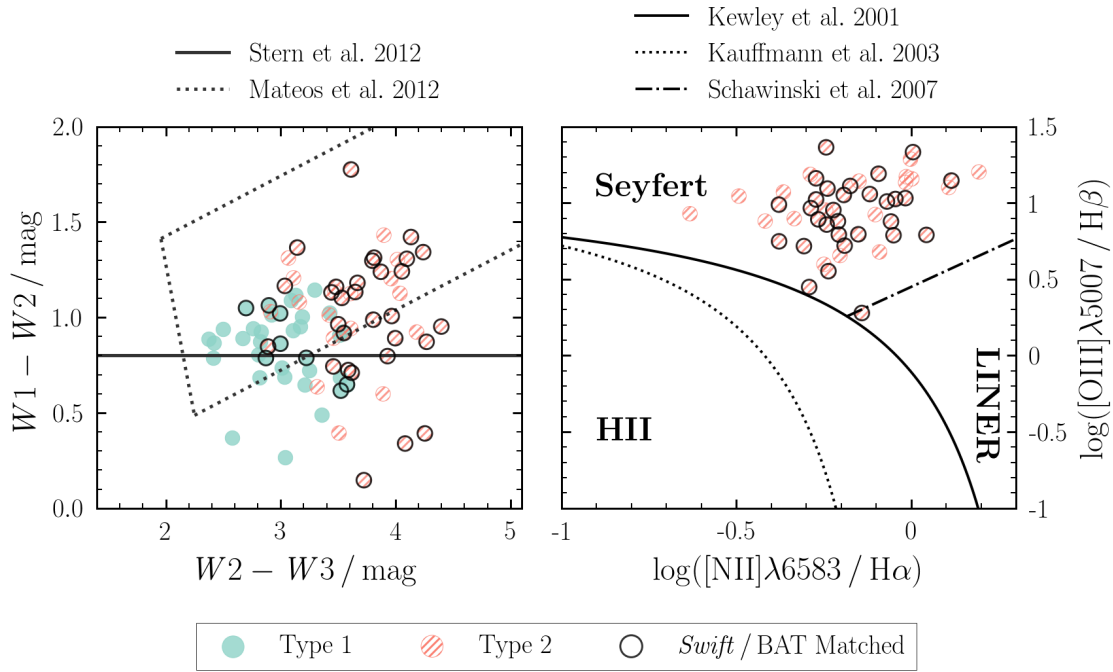 Stern et al. 2012
Mateos et al. 2012
Kewley et al. 2001
Kauffmann et al. 2003
Schawinski et al. 2007
2.0
1.5
1.0
0.5
0.0
W1 − W2 / mag
2
3
4
5
W2 − W3 / mag
Seyfert
HII
LINER
1.5
1
0.5
0
-0.5
-1
log([OIII]λ5007 / Hβ)
-1
-0.5
0
log([NII]λ6583 / Hα)
Type 1
Type 2
Swift / BAT Matched